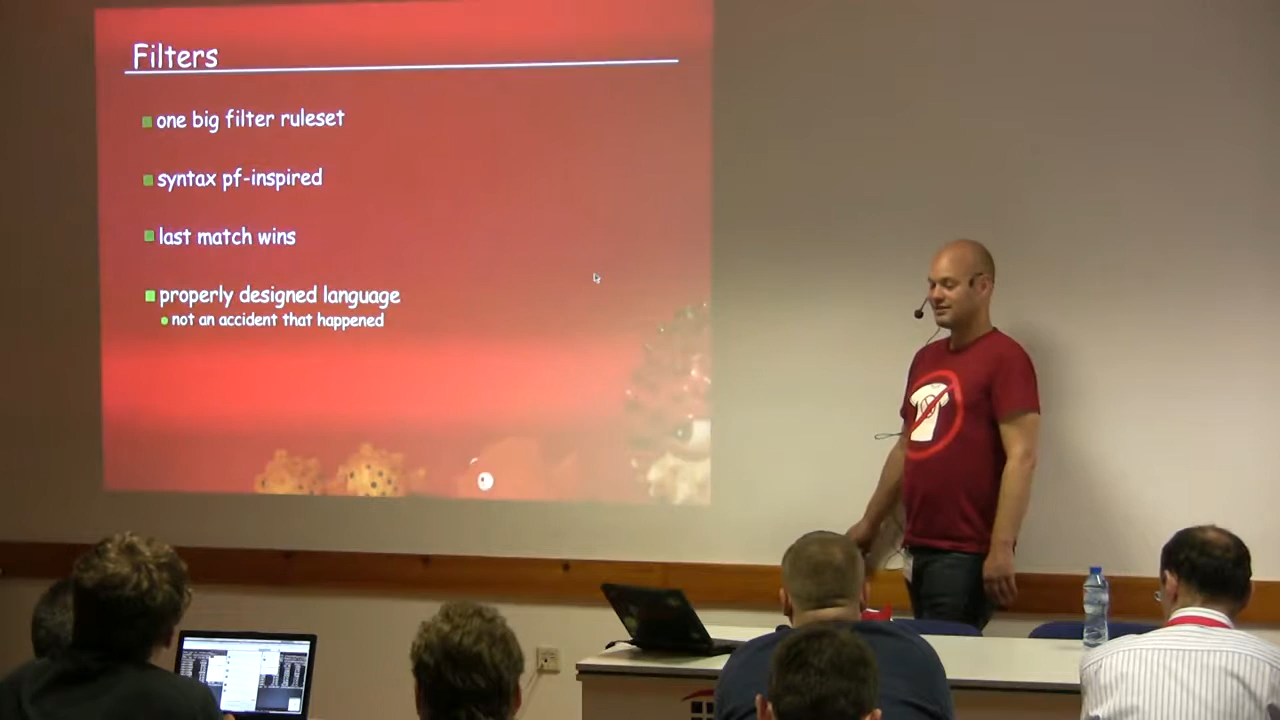 Filters
one big filter ruleset
syntax pf-inspired
last match wins
properly designed language
not an accident that happened